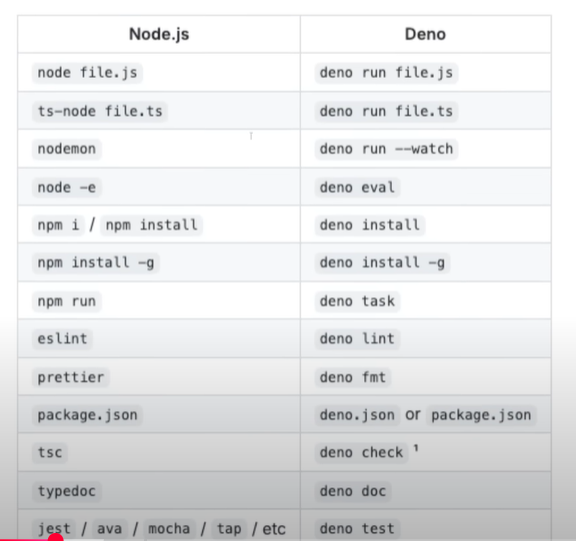 Node.js Deno
node file.js deno run file.js
ts-node file.ts deno run file.ts
nodemon deno run --watch
node -e deno eval
npm i / npm install deno install
npm install -g deno install -g
npm run deno task
eslint deno lint
prettier deno fmt
package.json deno.json or package.json
tsc deno check ¹
typedoc deno doc
jest / ava / mocha / tap / etc deno test